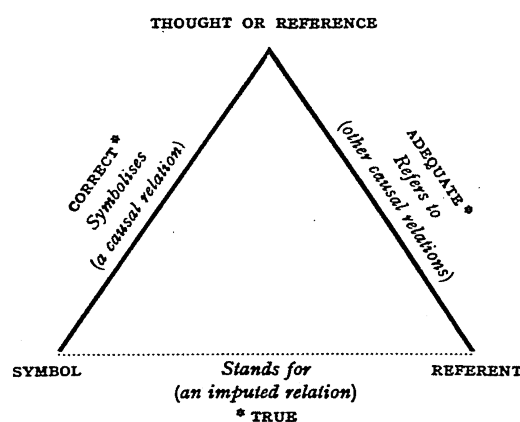 THOUGHT OR REFERENCE
CORRECT*
Symbolises
(a causal relation)
ADEQUATE*
Refers to
(other causal relations)
SYMBOL
Stands for
REFERENT
(an imputed relation)
* TRUE